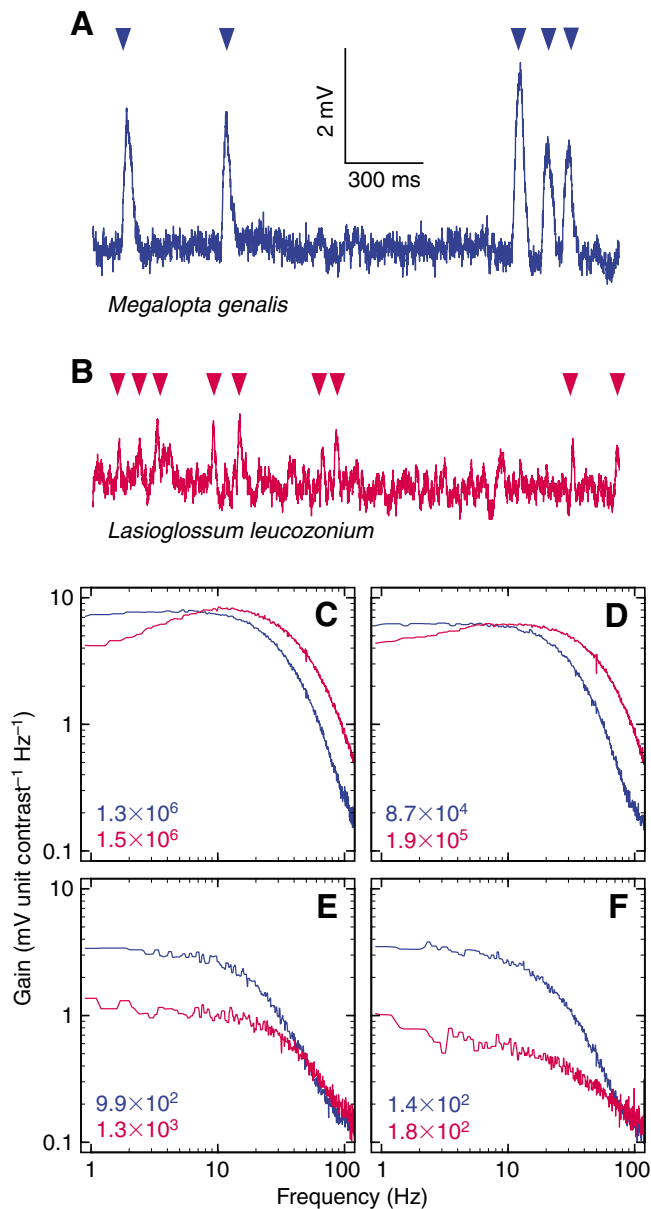 A
2 mV
300 ms
Megalopta genalis
B
Lasioglossum leucozonium
Gain (mV unit contrast⁻¹ Hz⁻¹)
10
1
0.1
C
1.3×10⁶
1.5×10⁶
D
8.7×10⁴
1.9×10⁵
10
1
0.1
E
9.9×10²
1.3×10³
F
1.4×10²
1.8×10²
1 10 100 1 10 100
Frequency (Hz)